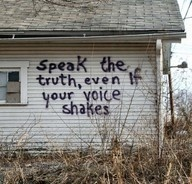 Speak the
truth, even if
your voice
shakes